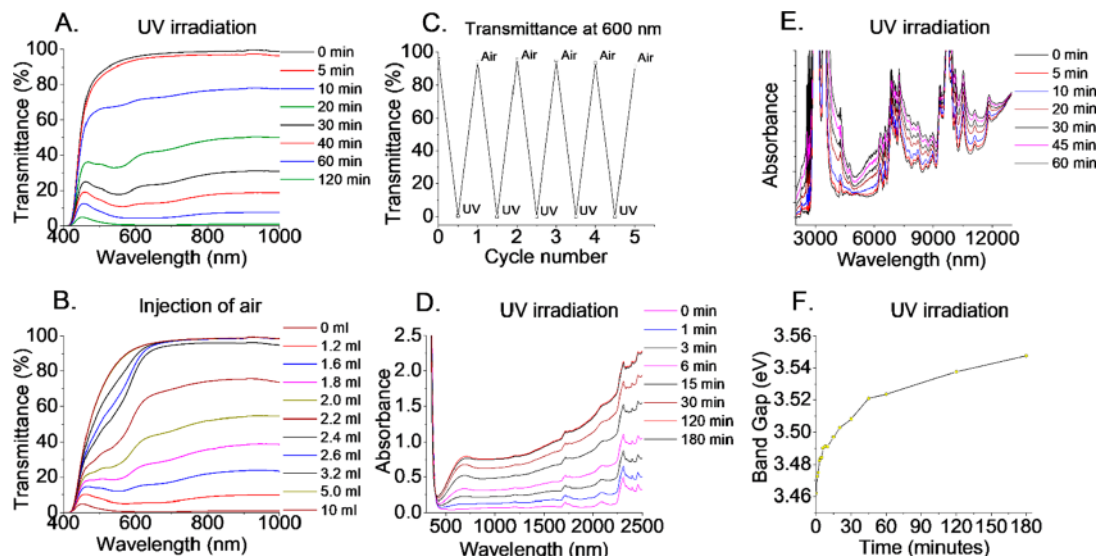 A. UV irradiation
Transmittance (%)
100
80
60
40
20
0
400 600 800 1000
Wavelength (nm)
0 min
5 min
10 min
20 min
30 min
40 min
60 min
120 min
C. Transmittance at 600 nm
Transmittance (%)
100
80
60
40
20
0
Air Air Air Air Air
UV UV UV UV UV
0 1 2 3 4 5
Cycle number
E. UV irradiation
Absorbance
3000 6000 9000 12000
Wavelength (nm)
0 min
5 min
10 min
20 min
30 min
45 min
60 min
B. Injection of air
Transmittance (%)
100
80
60
40
20
0
400 600 800 1000
Wavelength (nm)
0 ml
1.2 ml
1.6 ml
1.8 ml
2.0 ml
2.2 ml
2.4 ml
2.6 ml
3.2 ml
5.0 ml
10 ml
D. UV irradiation
Absorbance
2.5
2.0
1.5
1.0
0.5
0.0
500 1000 1500 2000 2500
Wavelength (nm)
0 min
1 min
3 min
6 min
15 min
30 min
120 min
180 min
F. UV irradiation
Band Gap (eV)
3.56
3.54
3.52
3.50
3.48
3.46
0 30 60 90 120 150 180
Time (minutes)